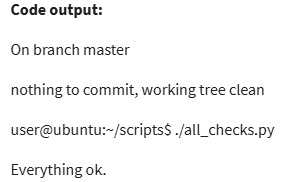 Code output:
On branch master
nothing to commit, working tree clean
user@ubuntu:~/scripts$ ./all_checks.py
Everything ok.